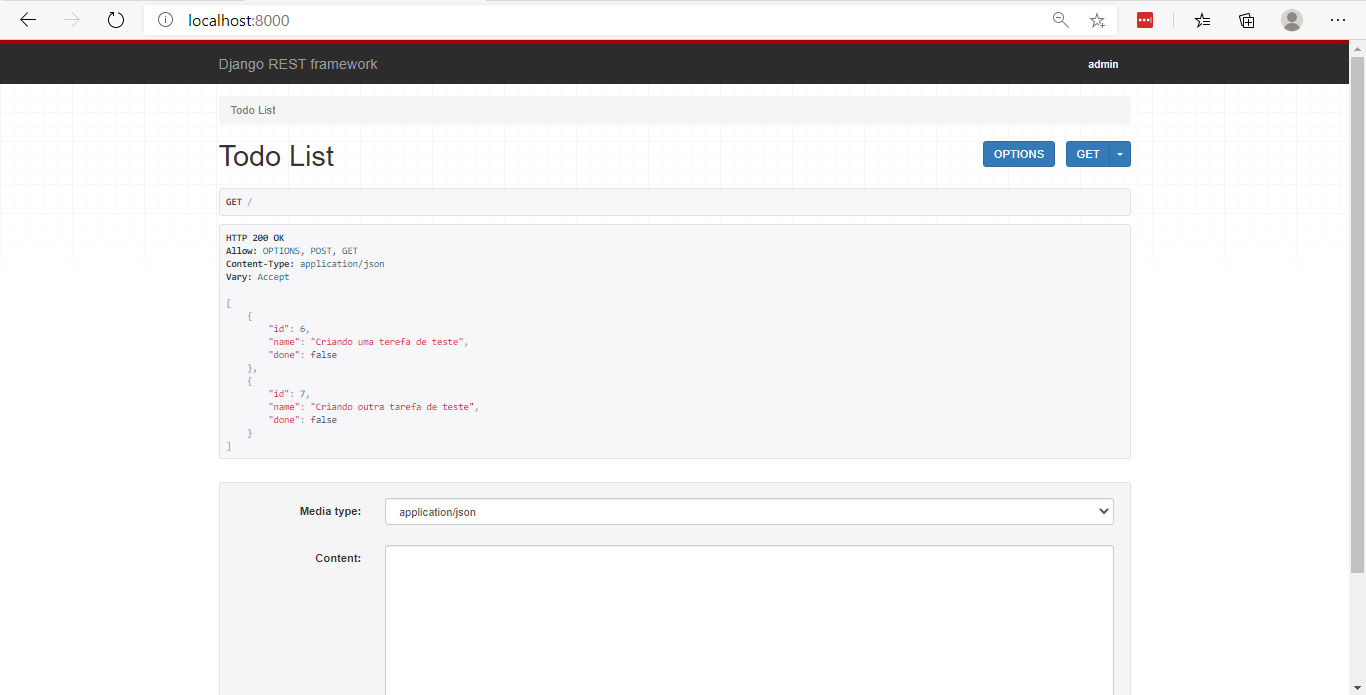 localhost:8000
Django REST framework admin
Todo List
Todo List OPTIONS GET
GET /
HTTP 200 OK
Allow: OPTIONS, POST, GET
Content-Type: application/json
Vary: Accept
[
    {
        "id": 6,
        "name": "Criando uma terefa de teste",
        "done": false
    },
    {
        "id": 7,
        "name": "Criando outra tarefa de teste",
        "done": false
    }
]
Media type: application/json
Content: